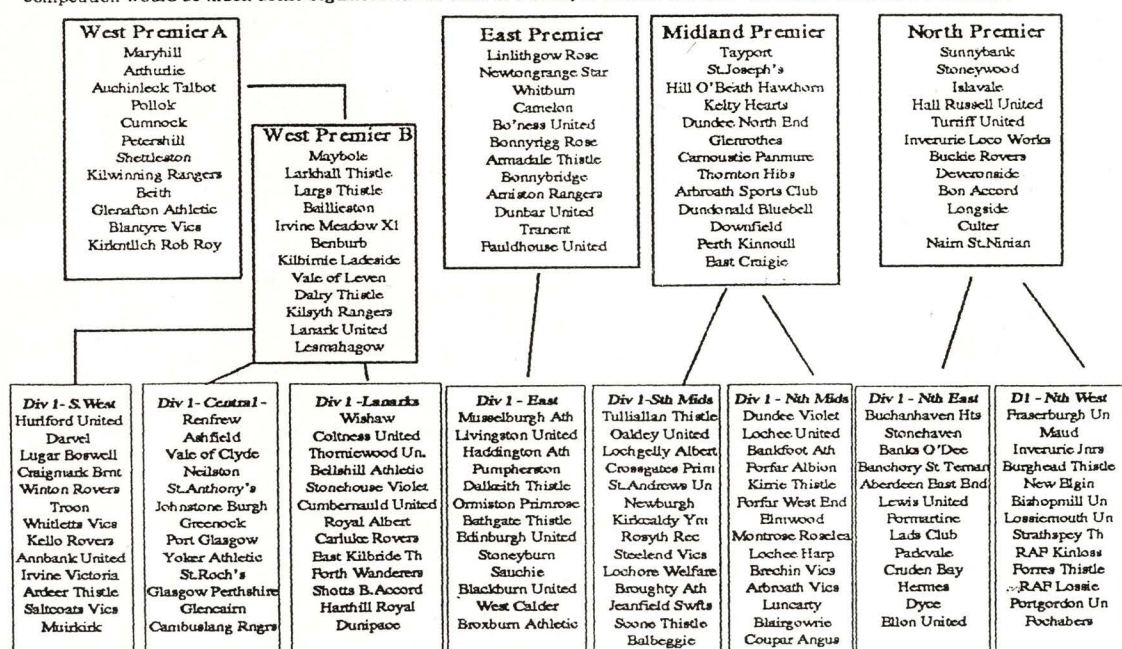 West Premier A
Maryhill
Arthurlie
Auchinleck Talbot
Pollok
Cumnock
Petershill
Shettleston
Kilwinning Rangers
Beith
Glenafton Athletic
Blantyre Vics
Kirkntilch Rob Roy
West Premier B
Maybole
Larkhall Thistle
Largs Thistle
Baillieston
Irvine Meadow X1
Benburb
Kilbirnie Ladeside
Vale of Leven
Dalry Thistle
Kilsyth Rangers
Lanark United
Lesmahagow
East Premier
Linlithgow Rose
Newtongrange Star
Whitburn
Camelon
Bo'ness United
Bonnyrigg Rose
Armadale Thistle
Bonnybridge
Arniston Rangers
Dunbar United
Tranent
Fauldhouse United
Midland Premier
Tayport
St.Joseph's
Hill O'Beath Hawthorn
Kelty Hearts
Dundee North End
Glenrothes
Carnoustie Panmure
Thornton Hibs
Arbroath Sports Club
Dundonald Bluebell
Downfield
Perth Kinnoull
East Craigie
North Premier
Sunnybank
Stoneywood
Islavale
Hall Russell United
Turriff United
Inverurie Loco Works
Buckie Rovers
Deveronside
Bon Accord
Longside
Culter
Nairn St.Ninian
Div 1- S.West
Hurlford United
Darvel
Lugar Boswell
Craigmark Brnt
Winton Rovers
Troon
Whitletts Vics
Kello Rovers
Annbank United
Irvine Victoria
Ardeer Thistle
Saltcoats Vics
Muirkirk
Div 1- Central-
Renfrew
Ashfield
Vale of Clyde
Neilston
St.Anthony's
Johnstone Burgh
Greenock
Port Glasgow
Yoker Athletic
St.Roch's
Glasgow Perthshire
Glencairn
Cambuslang Rngrs
Div 1 -Lanarks
Wishaw
Coltness United
Thorniewood Un.
Bellshill Athletic
Stonehouse Violet
Cumbernauld United
Royal Albert
Carluke Rovers
East Kilbride Th
Forth Wanderers
Shotts B.Accord
Harthill Royal
Dunipace
Div 1 - East
Musselburgh Ath
Livingston United
Haddington Ath
Pumpherston
Dalkeith Thistle
Ormiston Primrose
Bathgate Thistle
Edinburgh United
Stoneyburn
Sauchie
Blackburn United
West Calder
Broxburn Athletic
Div 1-Sth Mids
Tulliallan Thistle
Oakley United
Lochgelly Albert
Crossgates Prim
St.Andrews Un
Newburgh
Kirkcaldy Ym
Rosyth Rec
Steelend Vics
Lochore Welfare
Broughty Ath
Jeanfield Swfts
Scone Thistle
Balbeggie
Div 1 - Nth Mids
Dundee Violet
Lochee United
Bankfoot Ath
Forfar Albion
Kirrie Thistle
Forfar West End
Elmwood
Montrose Roselea
Lochee Harp
Brechin Vics
Arbroath Vics
Luncarty
Blairgowrie
Coupar Angus
Div 1 - Nth East
Buchanhaven Hts
Stonehaven
Banks O'Dee
Banchory St Ternan
Aberdeen East End
Lewis United
Formartine
Lads Club
Parkvale
Cruden Bay
Hermes
Dyce
Ellon United
D1 - Nth West
Fraserburgh Un
Maud
Inverurie Jnrs
Burghead Thistle
New Elgin
Bishopmill Un
Lossiemouth Un
Strathspey Th
RAF Kinloss
Forres Thistle
RAF Lossie
Portgordon Un
Fochabers